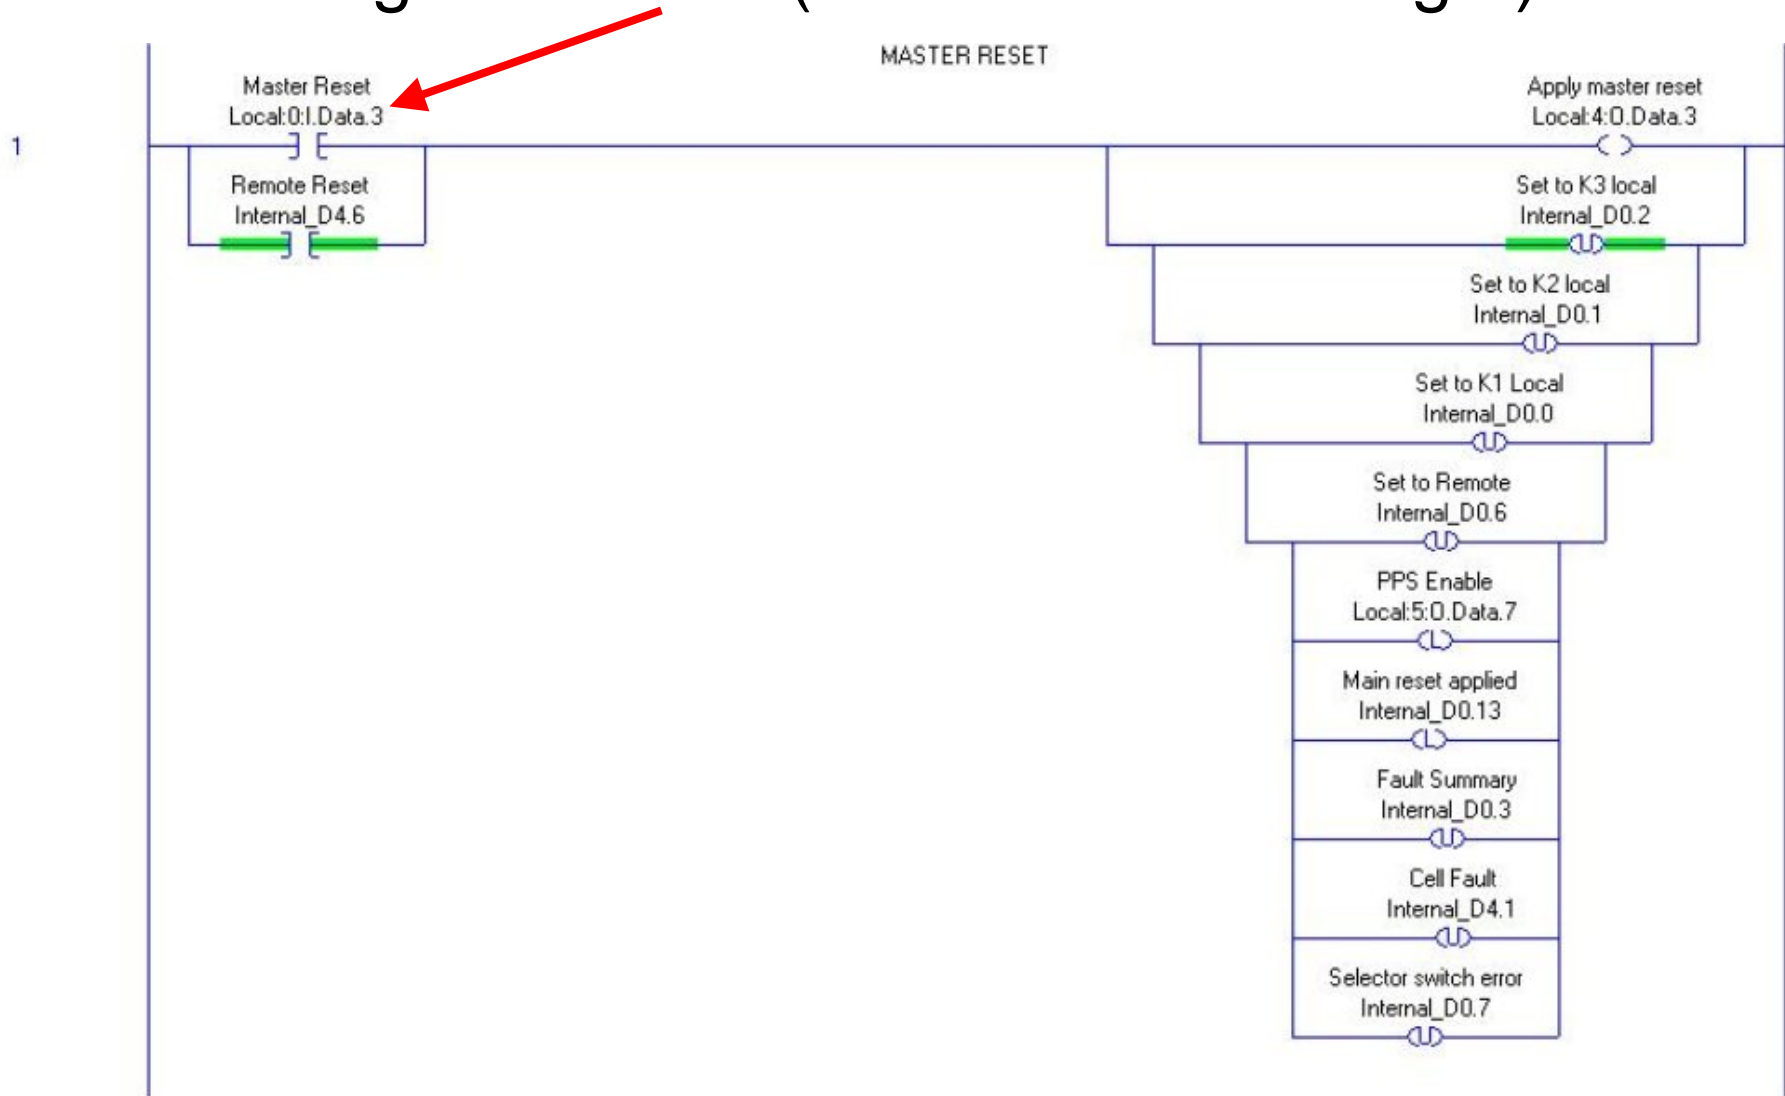 MASTER RESET
Master Reset
Local:0:I.Data.3
Apply master reset
Local:4:O.Data.3
1
Remote Reset
Internal_D4.6
Set to K3 local
Internal_D0.2
U
Set to K2 local
Internal_D0.1
U
Set to K1 Local
Internal_D0.0
U
Set to Remote
Internal_D0.6
U
PPS Enable
Local:5:O.Data.7
L
Main reset applied
Internal_D0.13
L
Fault Summary
Internal_D0.3
U
Cell Fault
Internal_D4.1
U
Selector switch error
Internal_D0.7
U